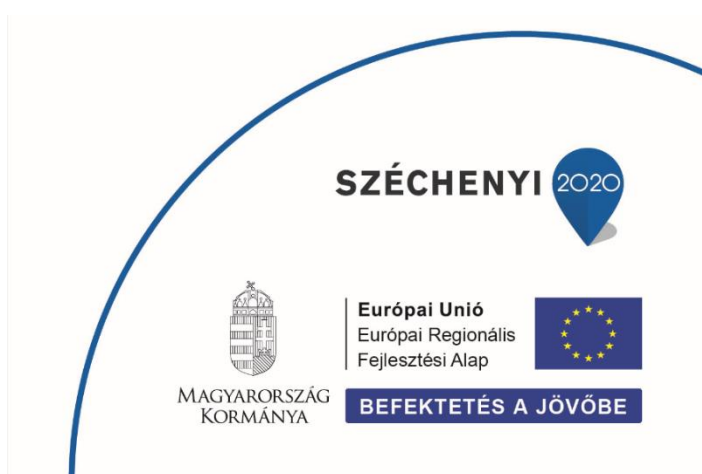 SZÉCHENYI 2020
Európai Unió
Európai Regionális
Fejlesztési Alap
MAGYARORSZÁG
KORMÁNYA
BEFEKTETÉS A JÖVŐBE